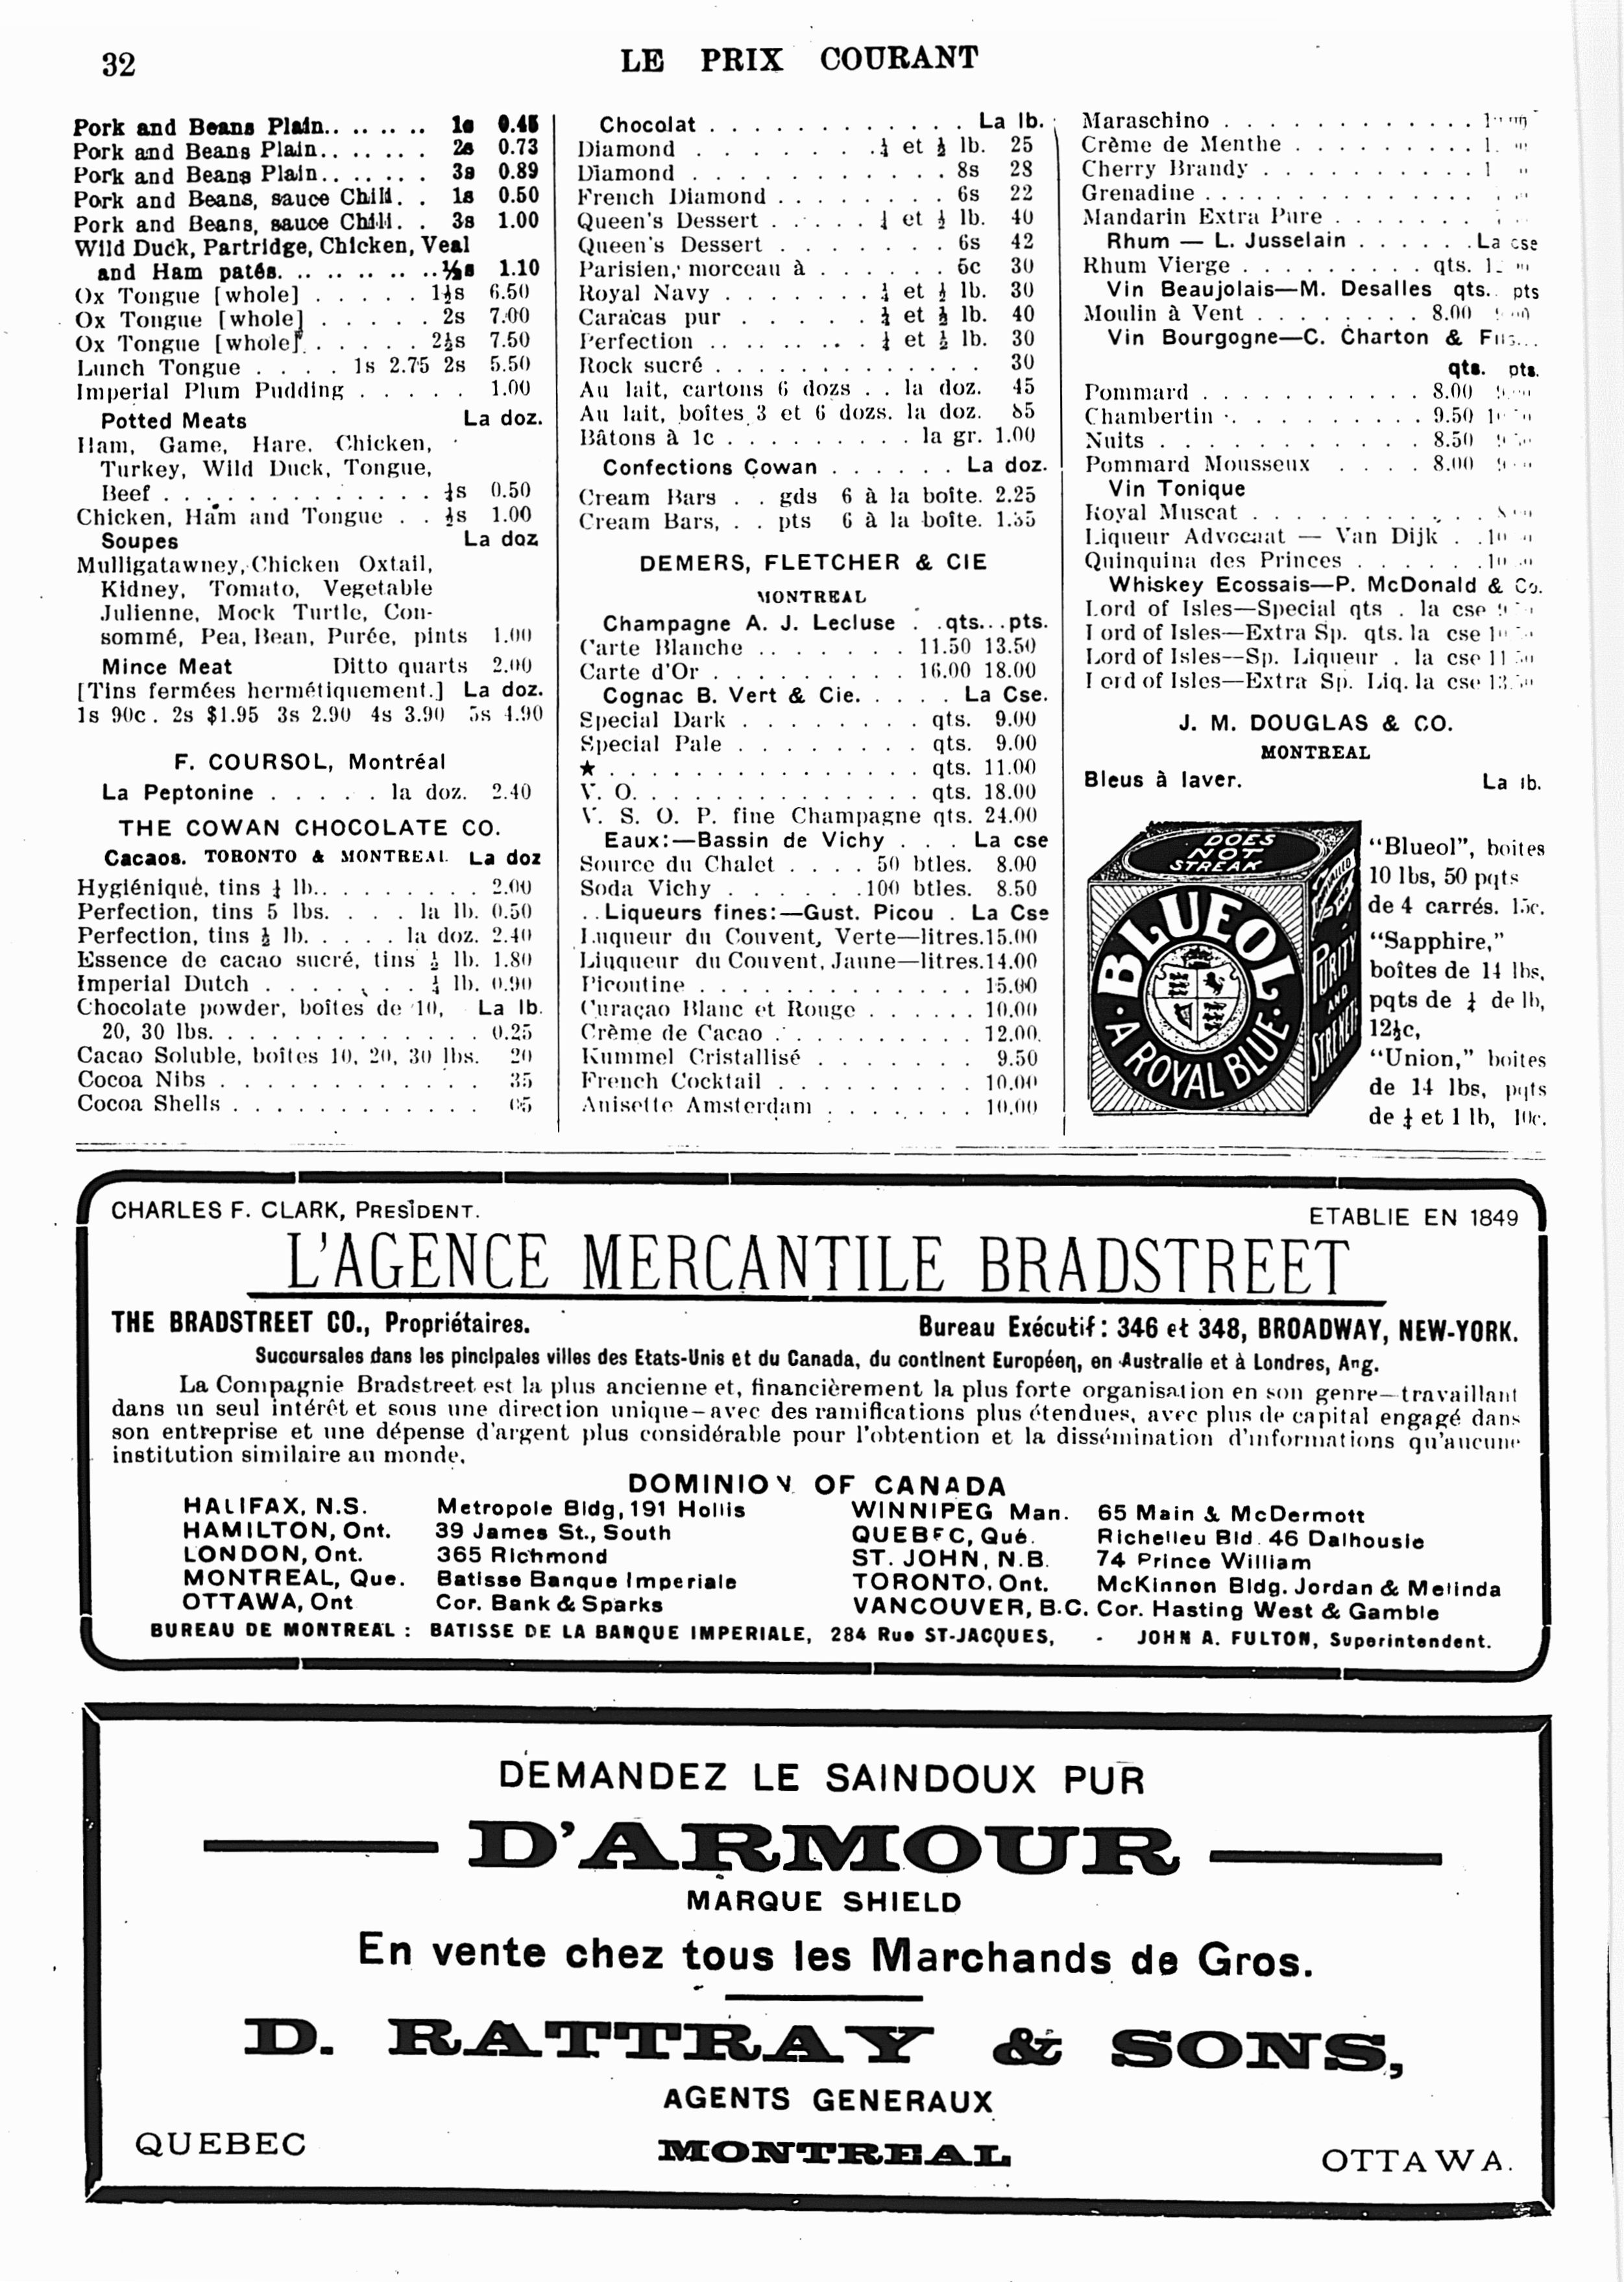 32
LE PRIX COURANT
Pork and Beans Plain........ 1s 0.45
Pork and Beans Plain....... 2s 0.73
Pork and Beans Plain....... 3s 0.89
Pork and Beans, sauce Chili. . 1s 0.50
Pork and Beans, sauce Chili. . 3s 1.00
Wild Duck, Partridge, Chicken, Veal
and Ham patés. .. .. .. .. ..½s 1.10
Ox Tongue [whole] . . . . . 1½s 6.50
Ox Tongue [whole] . . . . . 2s 7.00
Ox Tongue [whole] . . . . . 2½s 7.50
Lunch Tongue . . . . 1s 2.75 2s 5.50
Imperial Plum Pudding . . . . . 1.00
Potted Meats La doz.
Ham, Game, Hare, Chicken,
Turkey, Wild Duck, Tongue,
Beef . . . . . . . . . . . . ¼s 0.50
Chicken, Ham and Tongue . . ½s 1.00
Soupes La doz
Mulligatawney, Chicken Oxtail,
Kidney, Tomato, Vegetable
Julienne, Mock Turtle, Con-
sommé, Pea, Bean, Purée, pints 1.00
Mince Meat Ditto quarts 2.00
[Tins fermées hermétiquement.] La doz.
1s 90c. 2s $1.95 3s 2.90 4s 3.90 5s 4.90
F. COURSOL, Montréal
La Peptonine . . . . . la doz. 2.40
THE COWAN CHOCOLATE CO.
Cacaos. TORONTO & MONTREAL La doz
Hygiénique, tins ½ lb.. . . . . . . . 2.00
Perfection, tins 5 lbs. . . . la lb. 0.50
Perfection, tins ½ lb. . . . . la doz. 2.40
Essence de cacao sucré, tins ½ lb. 1.80
Imperial Dutch . . . . . . . ¼ lb. 0.90
Chocolate powder, boîtes de 10, La lb.
20, 30 lbs. . . . . . . . . . . . 0.25
Cacao Soluble, boîtes 10, 20, 30 lbs. 20
Cocoa Nibs . . . . . . . . . . . . 35
Cocoa Shells . . . . . . . . . . . . 05
Chocolat . . . . . . . . . . . . . La lb.
Diamond . . . . . . . .¼ et ½ lb. 25
Diamond . . . . . . . . . . . . 8s 28
French Diamond . . . . . . . . 6s 22
Queen's Dessert . . . . . ¼ et ½ lb. 40
Queen's Dessert . . . . . . . 6s 42
Parisien, morceau à . . . . . . 5c 30
Royal Navy . . . . . . . ¼ et ½ lb. 30
Caracas pur . . . . . . ¼ et ½ lb. 40
Perfection .. .. .. . . . ¼ et ½ lb. 30
Rock sucré . . . . . . . . . . . . . 30
Au lait, cartons 6 dozs . . la doz. 45
Au lait, boîtes 3 et 6 dozs. la doz. 85
Bâtons à 1c . . . . . . . . . la gr. 1.00
Confections Cowan . . . . . . La doz.
Cream Bars . . gds 6 à la boîte. 2.25
Cream Bars, . . pts 6 à la boîte. 1.35
DEMERS, FLETCHER & CIE
MONTREAL
Champagne A. J. Lecluse . .qts...pts.
Carte Blanche .. . . . . . 11.50 13.50
Carte d'Or . . . . . . . . . 16.00 18.00
Cognac B. Vert & Cie. . . . . La Cse.
Special Dark . . . . . . . . qts. 9.00
Special Pale . . . . . . . . qts. 9.00
★ . . . . . . . . . . . . . . qts. 11.00
V. O. . . . . . . . . . . . . qts. 18.00
V. S. O. P. fine Champagne qts. 24.00
Eaux:—Bassin de Vichy . . . La cse
Source du Chalet . . . . 50 btles. 8.00
Soda Vichy . . . . . .100 btles. 8.50
..Liqueurs fines:—Gust. Picou . La Cse
Luqueur du Couvent, Verte—litres.15.00
Liuqueur du Couvent, Jaune—litres.14.00
Picoutine . . . . . . . . . . . . . 15.00
Curaçao Blanc et Rouge . . . . . . 10.00
Crème de Cacao . . . . . . . . . . 12.00
Kummel Cristallisé . . . . . . . 9.50
French Cocktail . . . . . . . . . 10.00
Anisette Amsterdam . . . . . . . 10.00
Maraschino . . . . . . . . . . . .
Crème de Menthe . . . . . . . . .
Cherry Brandy . . . . . . . . . .
Grenadine . . . . . . . . . . . . .
Mandarin Extra Pure . . . . . . .
Rhum — L. Jusselain . . . . . . La cse
Rhum Vierge . . . . . . . . . qts.
Vin Beaujolais—M. Desalles qts.. pts
Moulin à Vent . . . . . . . . 8.00
Vin Bourgogne—C. Charton &
qts. pts.
Pommard . . . . . . . . . . . 8.00
Chambertin . . . . . . . . . . 9.50
Nuits . . . . . . . . . . . . 8.50
Pommard Mousseux . . . . 8.00
Vin Tonique
Royal Muscat . . . . . . . . . . .
Liqueur Advocaat — Van Dijk . .
Quinquina des Princes . . . . . .
Whiskey Ecossais—P. McDonald & Co.
Lord of Isles—Special qts . la cse
Lord of Isles—Extra Sp. qts. la cse
Lord of Isles—Sp. Liqueur . la cse
Lord of Isles—Extra Sp. Liq. la cse
J. M. DOUGLAS & CO.
MONTREAL
Bleus à laver. La lb.
DOES
NOT
STREAK
BLUEOL
A ROYAL BLUE
PURITY
AND
STRENGTH
"Blueol", boites
10 lbs, 50 pqts
de 4 carrés. 15c.
"Sapphire,"
boîtes de 14 lbs,
pqts de ¼ de lb,
12½c,
"Union," boites
de 14 lbs, pqts
de ¼ et 1 lb, 10c.
CHARLES F. CLARK, PRESIDENT. ETABLIE EN 1849
L'AGENCE MERCANTILE BRADSTREET
THE BRADSTREET CO., Propriétaires. Bureau Exécutif: 346 et 348, BROADWAY, NEW-YORK.
Succursales dans les pincipales villes des Etats-Unis et du Canada, du continent Européen, en Australie et à Londres, Ang.
La Compagnie Bradstreet est la plus ancienne et, financièrement la plus forte organisation en son genre—travaillant
dans un seul intérêt et sous une direction unique—avec des ramifications plus étendues, avec plus de capital engagé dans
son entreprise et une dépense d'argent plus considérable pour l'obtention et la dissémination d'informations qu'aucune
institution similaire au monde.
DOMINION OF CANADA
HALIFAX, N.S. Metropole Bldg, 191 Hollis WINNIPEG Man. 65 Main & McDermott
HAMILTON, Ont. 39 James St., South QUEBEC, Qué. Richelieu Bld. 46 Dalhousie
LONDON, Ont. 365 Richmond ST. JOHN, N.B. 74 Prince William
MONTREAL, Que. Batisse Banque Imperiale TORONTO, Ont. McKinnon Bldg. Jordan & Melinda
OTTAWA, Ont Cor. Bank & Sparks VANCOUVER, B.C. Cor. Hasting West & Gamble
BUREAU DE MONTREAL : BATISSE DE LA BANQUE IMPERIALE, 284 Rue ST-JACQUES, - JOHN A. FULTON, Superintendent.
DEMANDEZ LE SAINDOUX PUR
D'ARMOUR
MARQUE SHIELD
En vente chez tous les Marchands de Gros.
D. RATTRAY & SONS,
AGENTS GENERAUX
QUEBEC MONTREAL OTTAWA.